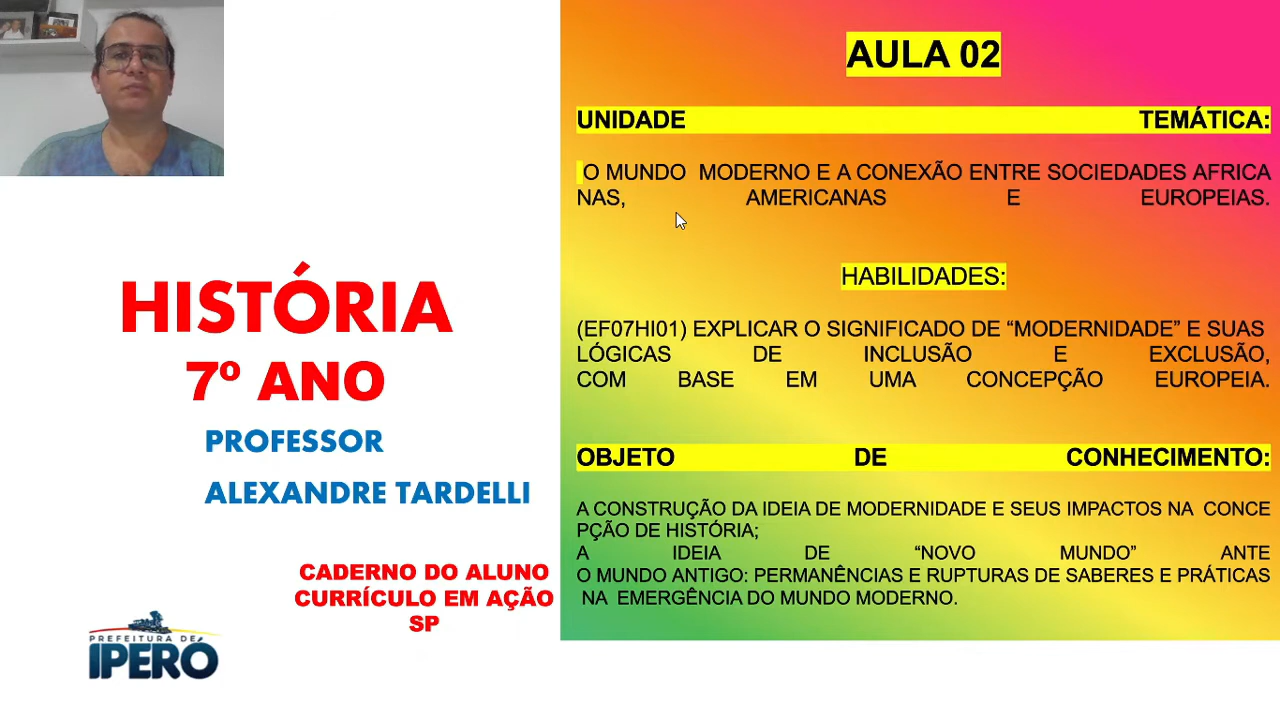 HISTÓRIA
7º ANO
PROFESSOR
ALEXANDRE TARDELLI
CADERNO DO ALUNO
CURRÍCULO EM AÇÃO
SP
PREFEITURA DE
IPERÓ
AULA 02
UNIDADE TEMÁTICA:
O MUNDO MODERNO E A CONEXÃO ENTRE SOCIEDADES AFRICA
NAS, AMERICANAS E EUROPEIAS.
HABILIDADES:
(EF07HI01) EXPLICAR O SIGNIFICADO DE “MODERNIDADE” E SUAS
LÓGICAS DE INCLUSÃO E EXCLUSÃO,
COM BASE EM UMA CONCEPÇÃO EUROPEIA.
OBJETO DE CONHECIMENTO:
A CONSTRUÇÃO DA IDEIA DE MODERNIDADE E SEUS IMPACTOS NA CONCE
PÇÃO DE HISTÓRIA;
A IDEIA DE “NOVO MUNDO” ANTE
O MUNDO ANTIGO: PERMANÊNCIAS E RUPTURAS DE SABERES E PRÁTICAS
NA EMERGÊNCIA DO MUNDO MODERNO.